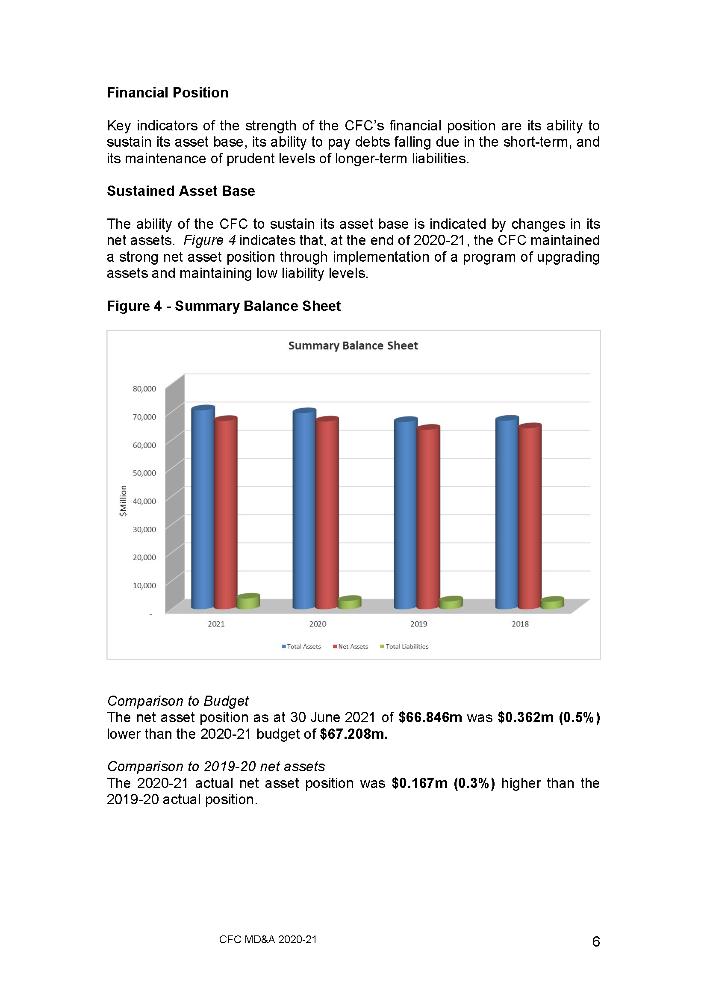 Financial Position
Key indicators of the strength of the CFC’s financial position are its ability to
sustain its asset base, its ability to pay debts falling due in the short-term, and
its maintenance of prudent levels of longer-term liabilities.
Sustained Asset Base
The ability of the CFC to sustain its asset base is indicated by changes in its
net assets.  Figure 4 indicates that, at the end of 2020-21, the CFC maintained
a strong net asset position through implementation of a program of upgrading
assets and maintaining low liability levels.
Figure 4 - Summary Balance Sheet
Summary Balance Sheet
80,000
70,000
60,000
50,000
40,000
30,000
20,000
10,000
-
$Million
2021 2020 2019 2018
Total Assets Net Assets Total Liabilities
Comparison to Budget
The net asset position as at 30 June 2021 of $66.846m was $0.362m (0.5%)
lower than the 2020-21 budget of $67.208m.
Comparison to 2019-20 net assets
The 2020-21 actual net asset position was $0.167m (0.3%) higher than the
2019-20 actual position.
CFC MD&A 2020-21 6